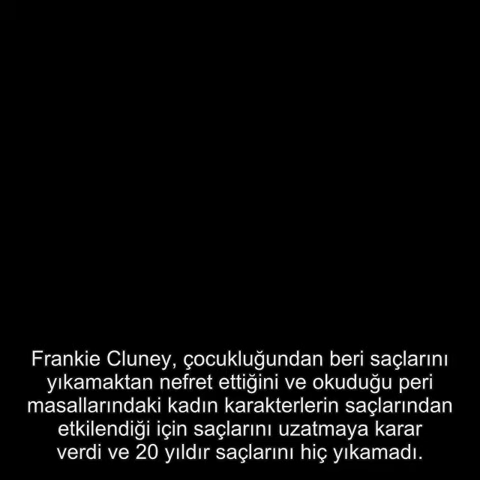 Frankie Cluney, çocukluğundan beri saçlarını
yıkamaktan nefret ettiğini ve okuduğu peri
masallarındaki kadın karakterlerin saçlarından
etkilendiği için saçlarını uzatmaya karar
verdi ve 20 yıldır saçlarını hiç yıkamadı.